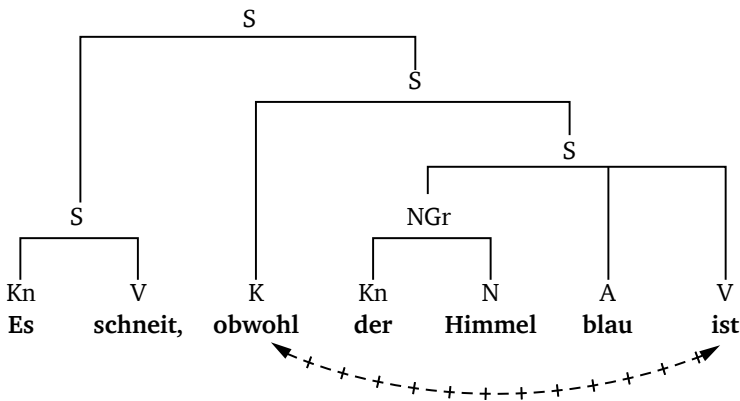 S
S
S
S NGr
Kn V K Kn N A V
Es schneit, obwohl der Himmel blau ist